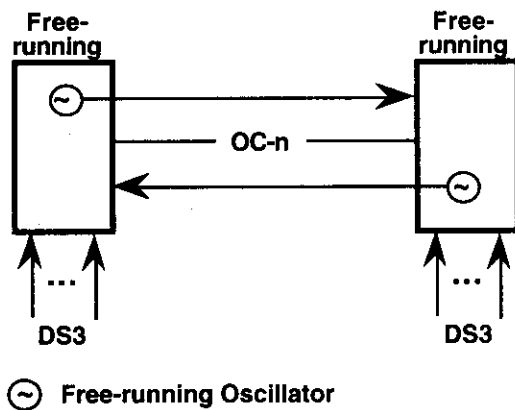 Free-
running
Free-
running
~
OC-n
~
...
...
DS3
DS3
~ Free-running Oscillator